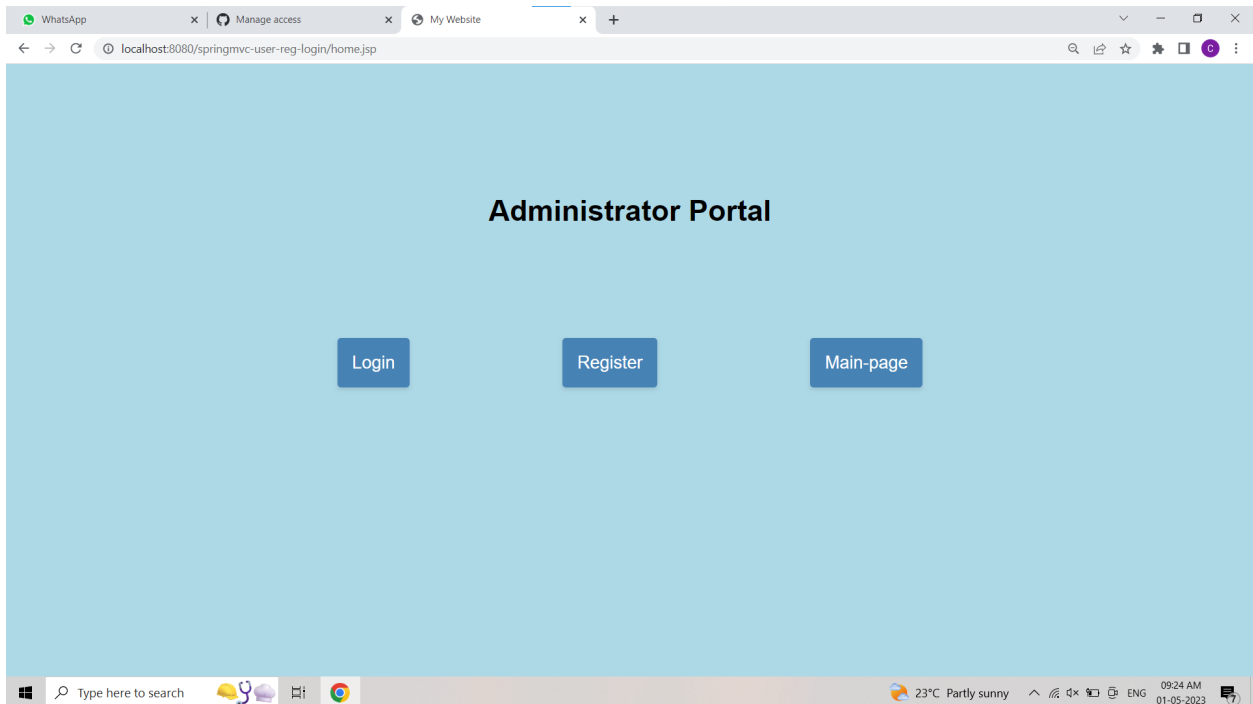 WhatsApp
Manage access
My Website
localhost:8080/springmvc-user-reg-login/home.jsp
C
Administrator Portal
Login
Register
Main-page
Type here to search
23°C Partly sunny
ENG
09:24 AM
01-05-2023
7